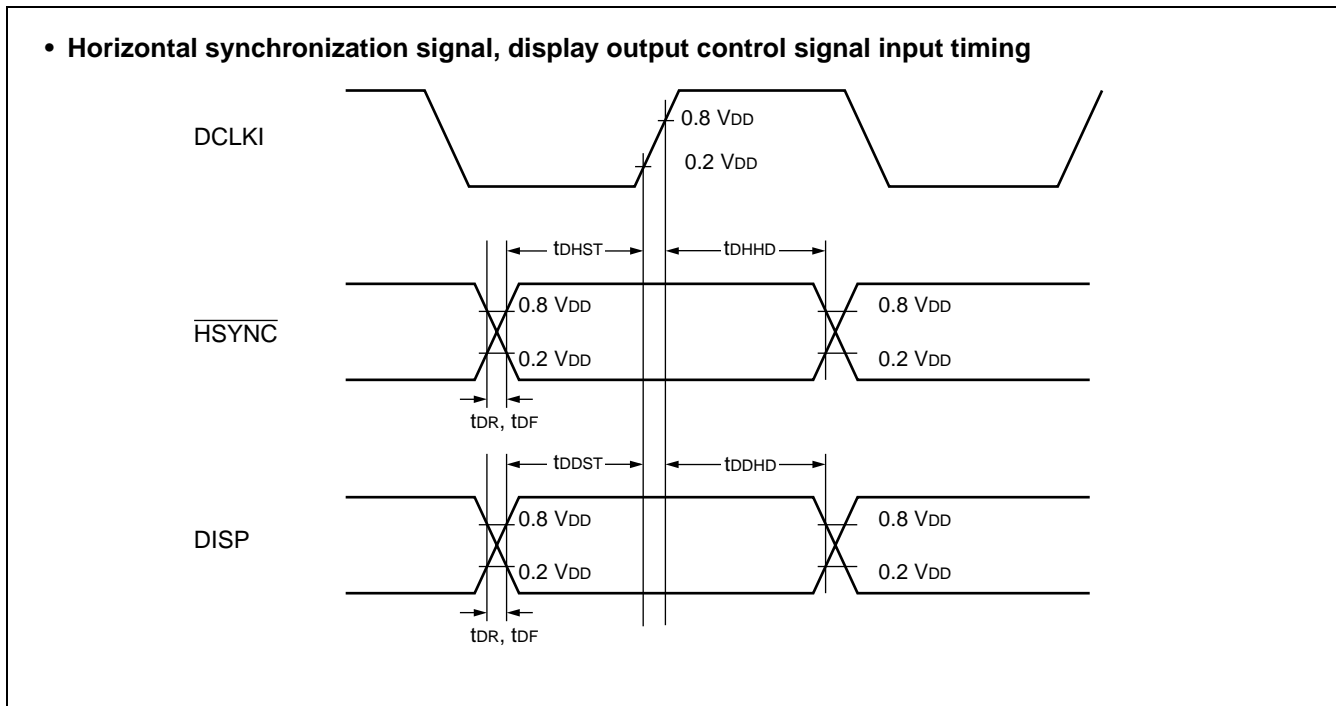 • Horizontal synchronization signal, display output control signal input timing
DCLKI
0.8 VDD
0.2 VDD
tDHST
tDHHD
HSYNC
0.8 VDD
0.8 VDD
0.2 VDD
0.2 VDD
tDR, tDF
tDDST
tDDHD
DISP
0.8 VDD
0.8 VDD
0.2 VDD
0.2 VDD
tDR, tDF